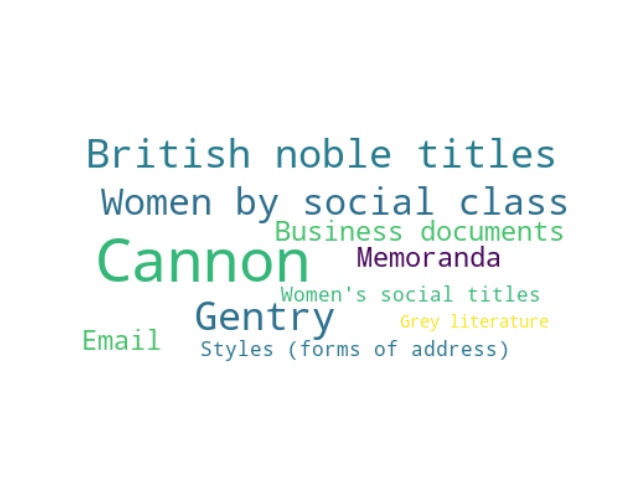 British noble titles
Women by social class
Business documents
Cannon
Memoranda
Women's social titles
Gentry
Grey literature
Email
Styles (forms of address)